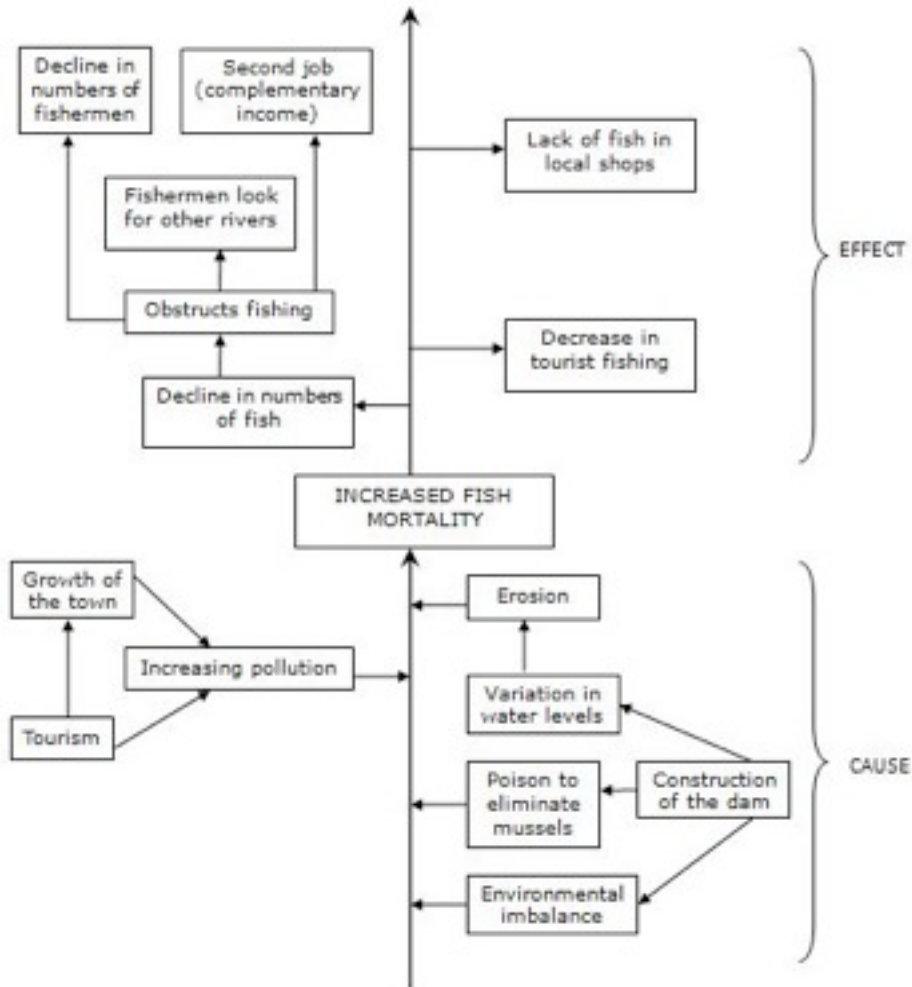 Decline in
numbers of
fishermen
Second job
(complementary
income)
Lack of fish in
local shops
Fishermen look
for other rivers
EFFECT
Obstructs fishing
Decrease in
tourist fishing
Decline in numbers
of fish
INCREASED FISH
MORTALITY
Growth of
the town
Erosion
Increasing pollution
Variation in
water levels
Tourism
CAUSE
Poison to
eliminate
mussels
Construction
of the dam
Environmental
imbalance